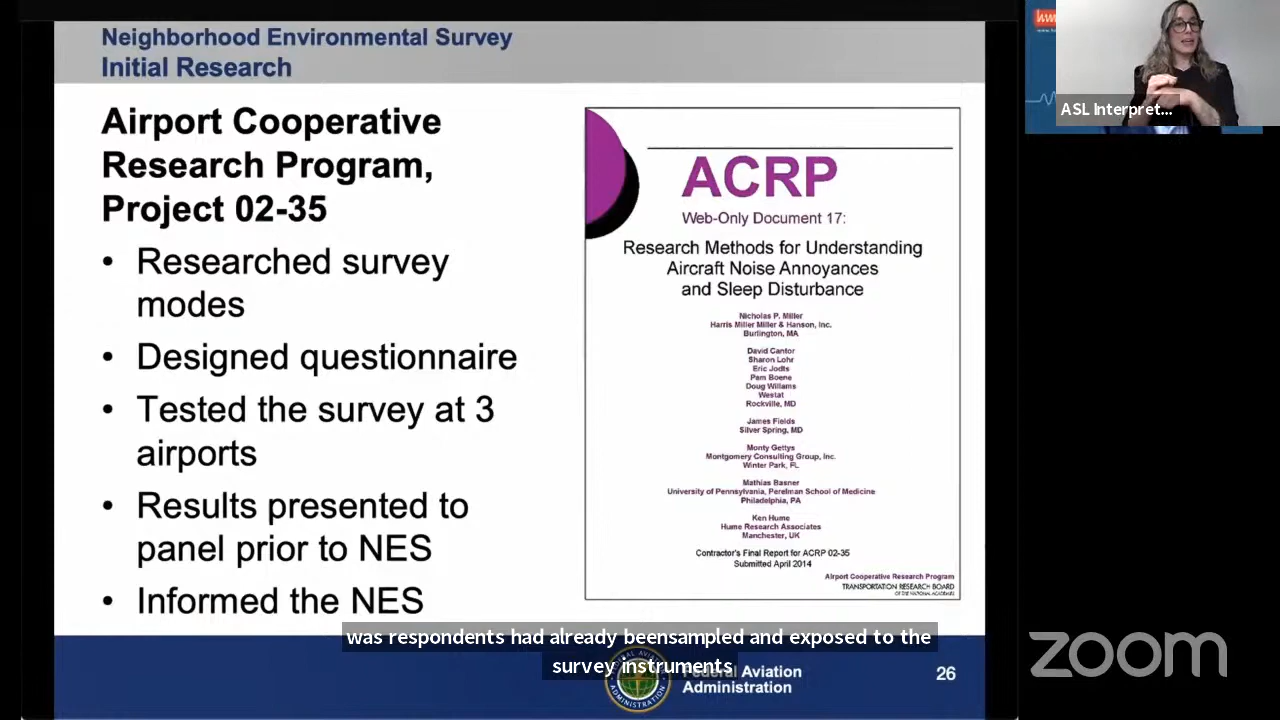 Neighborhood Environmental Survey
Initial Research
Airport Cooperative
Research Program,
Project 02-35
• Researched survey
modes
• Designed questionnaire
• Tested the survey at 3
airports
• Results presented to
panel prior to NES
• Informed the NES
ACRP
Web-Only Document 17:
Research Methods for Understanding
Aircraft Noise Annoyances
and Sleep Disturbance
Nicholas P. Miller
Harris Miller Miller & Hanson, Inc.
Burlington, MA
David Cantor
Sharon Lohr
Eric Jodts
Pam Boene
Doug Williams
Westat
Rockville, MD
James Fields
Silver Spring, MD
Monty Gettys
Montgomery Consulting Group, Inc.
Winter Park, FL
Mathias Basner
University of Pennsylvania, Perelman School of Medicine
Philadelphia, PA
Ken Hume
Hume Research Associates
Manchester, UK
Contractor's Final Report for ACRP 02-35
Submitted April 2014
Airport Cooperative Research Program
TRANSPORTATION RESEARCH BOARD
OF THE NATIONAL ACADEMIES
was respondents had already beensampled and exposed to the
survey instruments
Federal Aviation
Administration
26
ASL Interpret...
zoom